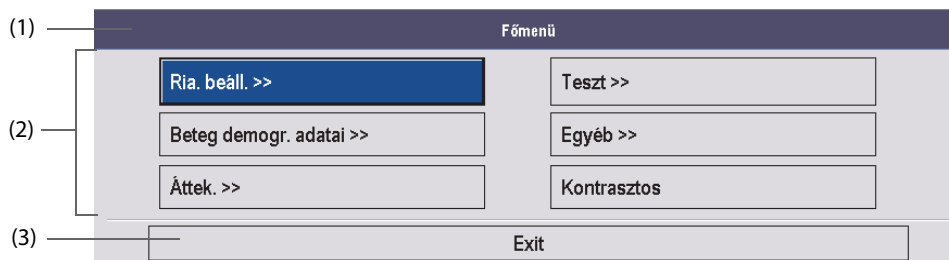 (1) Főmenü
Ria. beáll. >> Teszt >>
(2) Beteg demogr. adatai >> Egyéb >>
Áttek. >> Kontrasztos
(3) Exit